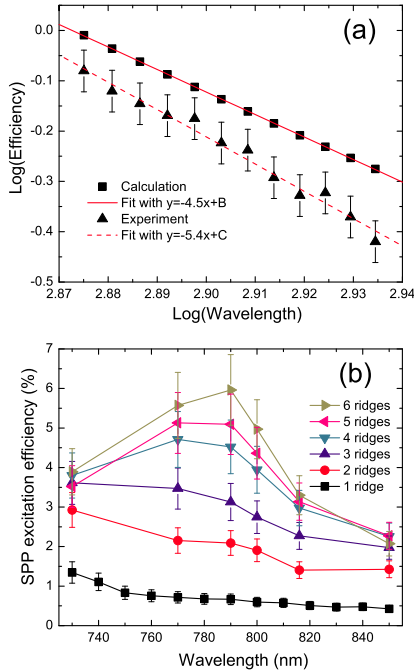 (a)
0.0
-0.1
-0.2
-0.3
-0.4
-0.5
Log(Efficiency)
Calculation
Fit with y=-4.5x+B
Experiment
Fit with y=-5.4x+C
2.87 2.88 2.89 2.90 2.91 2.92 2.93 2.94
Log(Wavelength)
(b)
7
6
5
4
3
2
1
0
SPP excitation efficiency (%)
6 ridges
5 ridges
4 ridges
3 ridges
2 ridges
1 ridge
740 760 780 800 820 840
Wavelength (nm)